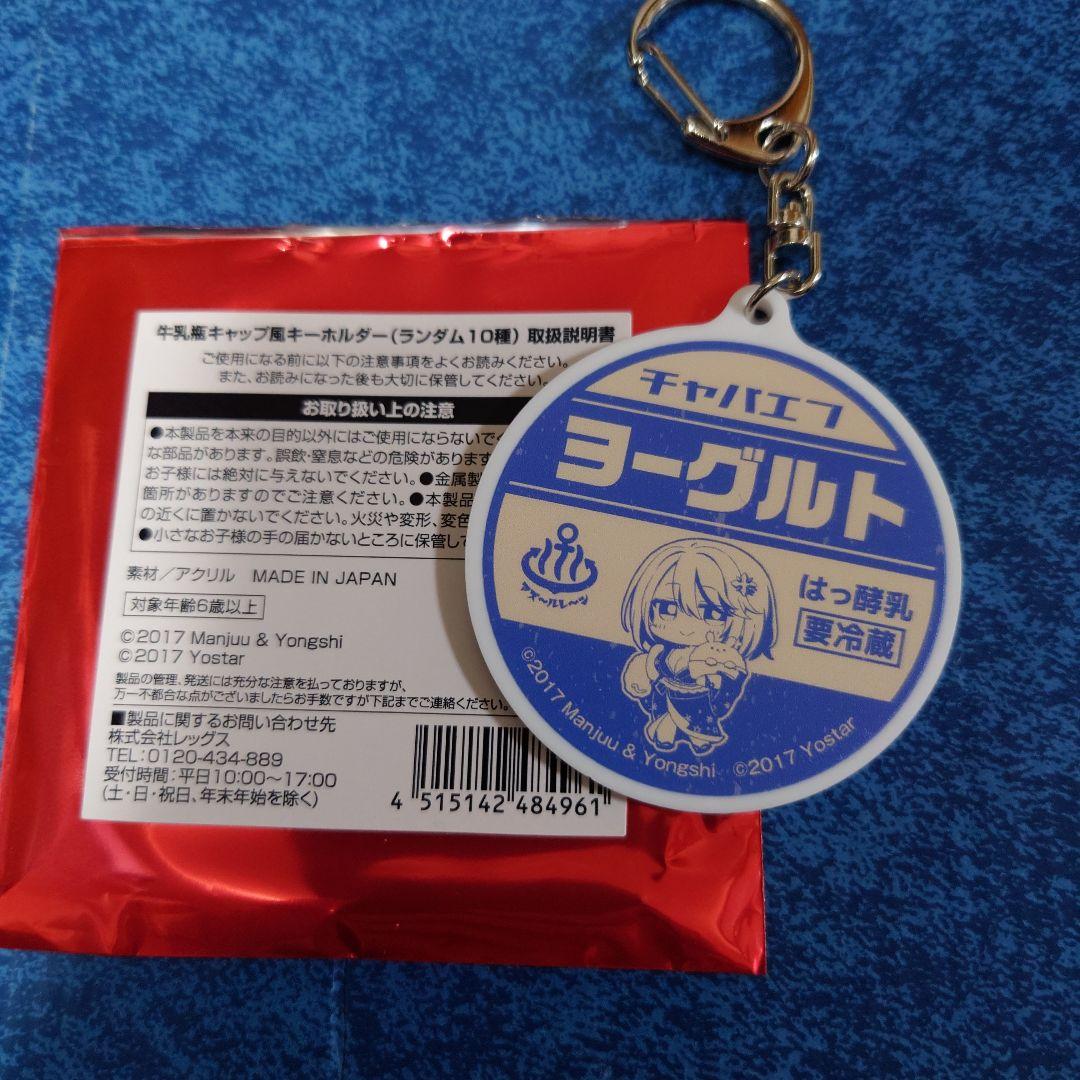 牛乳瓶キャップ風キーホルダー(ランダム10種) 取扱説明書
ご使用になる前に以下の注意事項をよくお読みください。
また、お読みになった後も大切に保管してください。
お取り扱い上の注意
●本製品を本来の目的以外にはご使用にならないでく
な部品があります。誤飲・窒息などの危険があります
お子様には絶対に与えないでください。●金属製
箇所がありますのでご注意ください。●本製品
の近くに置かないでください。火災や変形、変色
●小さなお子様の手の届かないところに保管して
素材/アクリル MADE IN JAPAN
対象年齢6歳以上
©2017 Manjuu & Yongshi
©2017 Yostar
製品の管理、発送には充分な注意を払っておりますが、
万一不都合な点がございましたらお手数ですが下記までご連絡ください。
■製品に関するお問い合わせ先
株式会社レッグス
TEL:0120-434-889
受付時間:平日10:00〜17:00
(土・日・祝日、年末年始を除く)
4 515142 484961
チャパエフ
ヨーグルト
アズールレーン
はっ酵乳
要冷蔵
©2017 Manjuu & Yongshi ©2017 Yostar